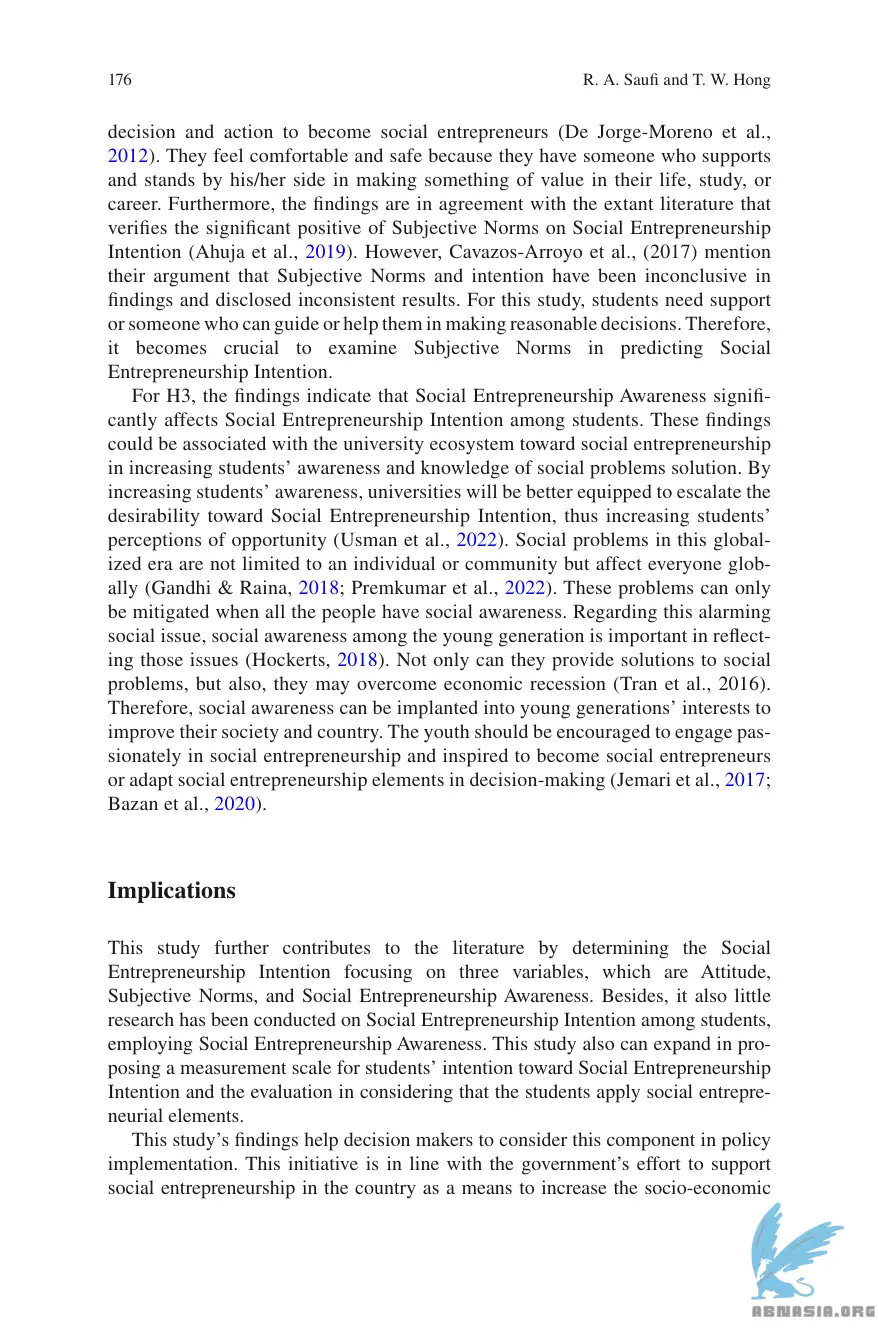 176
R. A. Saufi and T. W. Hong
decision and action to become social entrepreneurs (De Jorge-Moreno et al.,
2012). They feel comfortable and safe because they have someone who supports
and stands by his/her side in making something of value in their life, study, or
career. Furthermore, the findings are in agreement with the extant literature that
verifies the significant positive of Subjective Norms on Social Entrepreneurship
Intention (Ahuja et al., 2019). However, Cavazos-Arroyo et al., (2017) mention
their argument that Subjective Norms and intention have been inconclusive in
findings and disclosed inconsistent results. For this study, students need support
or someone who can guide or help them in making reasonable decisions. Therefore,
it becomes crucial to examine Subjective Norms in predicting Social
Entrepreneurship Intention.
For H3, the findings indicate that Social Entrepreneurship Awareness signifi-
cantly affects Social Entrepreneurship Intention among students. These findings
could be associated with the university ecosystem toward social entrepreneurship
in increasing students’ awareness and knowledge of social problems solution. By
increasing students’ awareness, universities will be better equipped to escalate the
desirability toward Social Entrepreneurship Intention, thus increasing students’
perceptions of opportunity (Usman et al., 2022). Social problems in this global-
ized era are not limited to an individual or community but affect everyone glob-
ally (Gandhi & Raina, 2018; Premkumar et al., 2022). These problems can only
be mitigated when all the people have social awareness. Regarding this alarming
social issue, social awareness among the young generation is important in reflect-
ing those issues (Hockerts, 2018). Not only can they provide solutions to social
problems, but also, they may overcome economic recession (Tran et al., 2016).
Therefore, social awareness can be implanted into young generations’ interests to
improve their society and country. The youth should be encouraged to engage pas-
sionately in social entrepreneurship and inspired to become social entrepreneurs
or adapt social entrepreneurship elements in decision-making (Jemari et al., 2017;
Bazan et al., 2020).
Implications
This study further contributes to the literature by determining the Social
Entrepreneurship Intention focusing on three variables, which are Attitude,
Subjective Norms, and Social Entrepreneurship Awareness. Besides, it also little
research has been conducted on Social Entrepreneurship Intention among students,
employing Social Entrepreneurship Awareness. This study also can expand in pro-
posing a measurement scale for students’ intention toward Social Entrepreneurship
Intention and the evaluation in considering that the students apply social entrepre-
neurial elements.
This study’s findings help decision makers to consider this component in policy
implementation. This initiative is in line with the government’s effort to support
social entrepreneurship in the country as a means to increase the socio-economic
ABNASIA.ORG